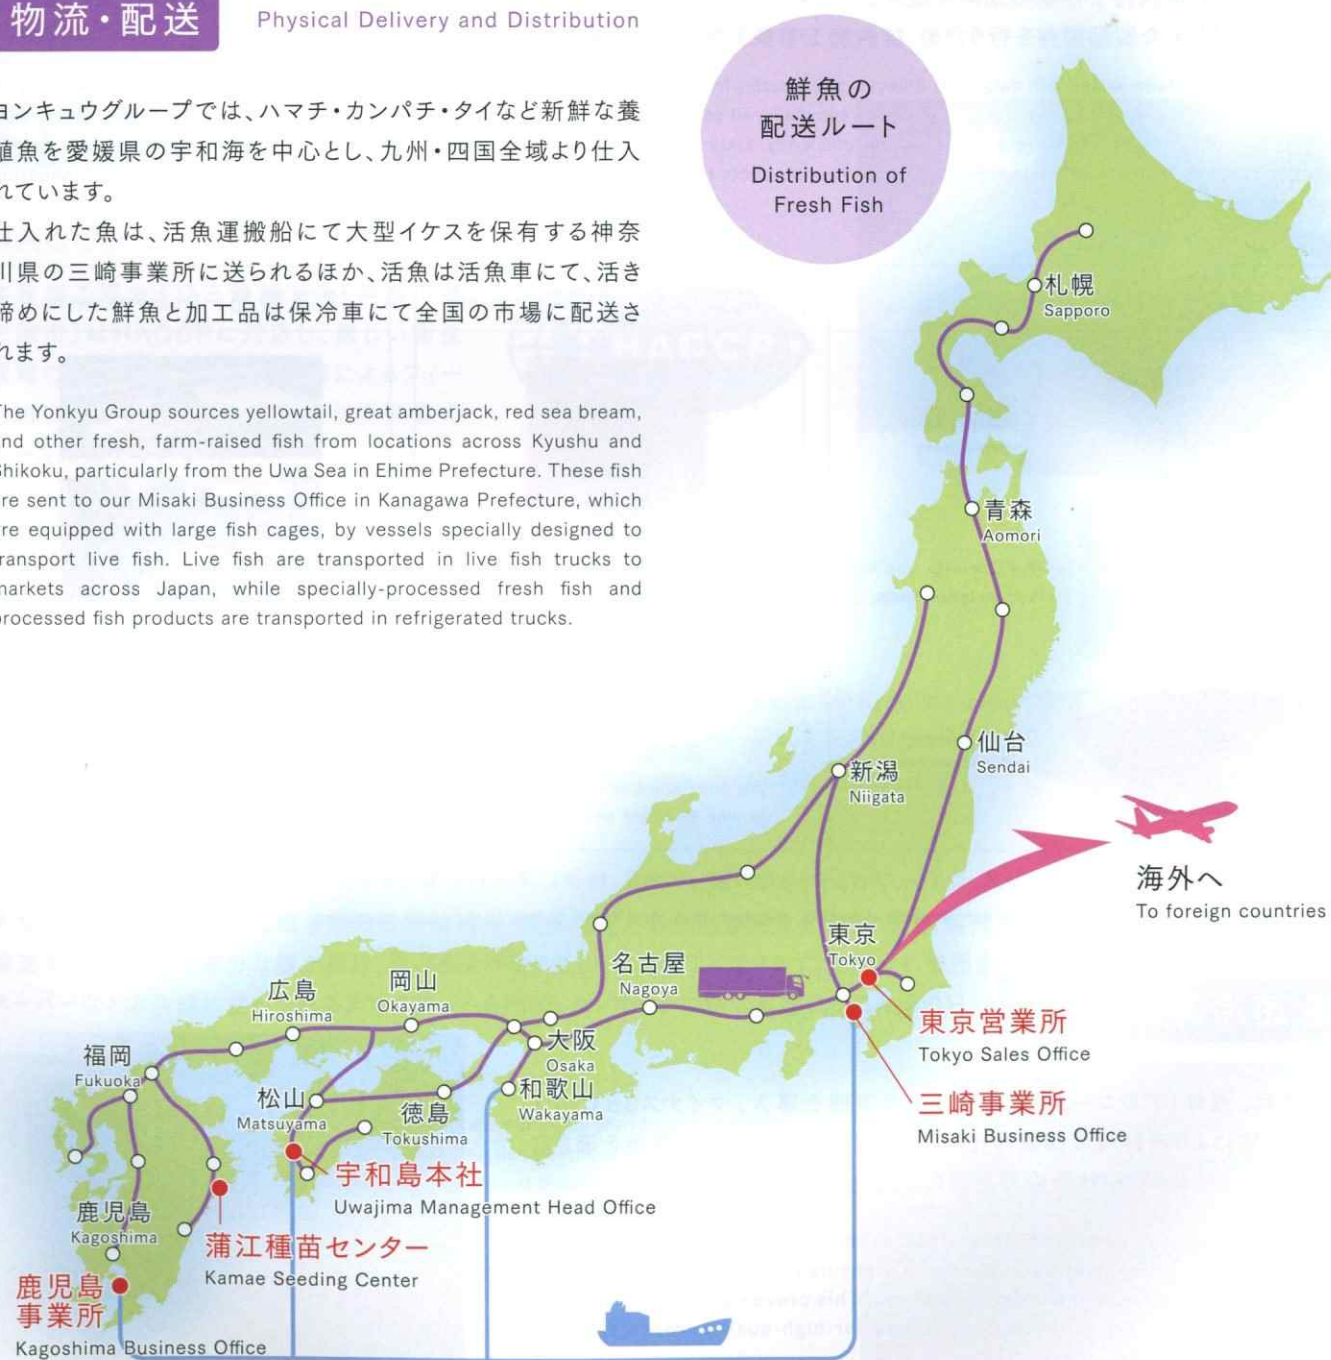 物流・配送
Physical Delivery and Distribution
ヨンキュウグループでは、ハマチ・カンパチ・タイなど新鮮な養
殖魚を愛媛県の宇和海を中心とし、九州・四国全域より仕入
れています。
仕入れた魚は、活魚運搬船にて大型イケスを保有する神奈
川県の三崎事業所に送られるほか、活魚は活魚車にて、活き
締めにした鮮魚と加工品は保冷車にて全国の市場に配送さ
れます。
The Yonkyu Group sources yellowtail, great amberjack, red sea bream,
and other fresh, farm-raised fish from locations across Kyushu and
Shikoku, particularly from the Uwa Sea in Ehime Prefecture. These fish
are sent to our Misaki Business Office in Kanagawa Prefecture, which
are equipped with large fish cages, by vessels specially designed to
transport live fish. Live fish are transported in live fish trucks to
markets across Japan, while specially-processed fresh fish and
processed fish products are transported in refrigerated trucks.
鮮魚の
配送ルート
Distribution of
Fresh Fish
札幌
Sapporo
青森
Aomori
仙台
Sendai
新潟
Niigata
海外へ
To foreign countries
東京
Tokyo
名古屋
Nagoya
岡山
Okayama
広島
Hiroshima
大阪
Osaka
和歌山
Wakayama
福岡
Fukuoka
松山
Matsuyama
徳島
Tokushima
東京営業所
Tokyo Sales Office
三崎事業所
Misaki Business Office
宇和島本社
Uwajima Management Head Office
鹿児島
Kagoshima
蒲江種苗センター
Kamae Seeding Center
鹿児島
事業所
Kagoshima Business Office